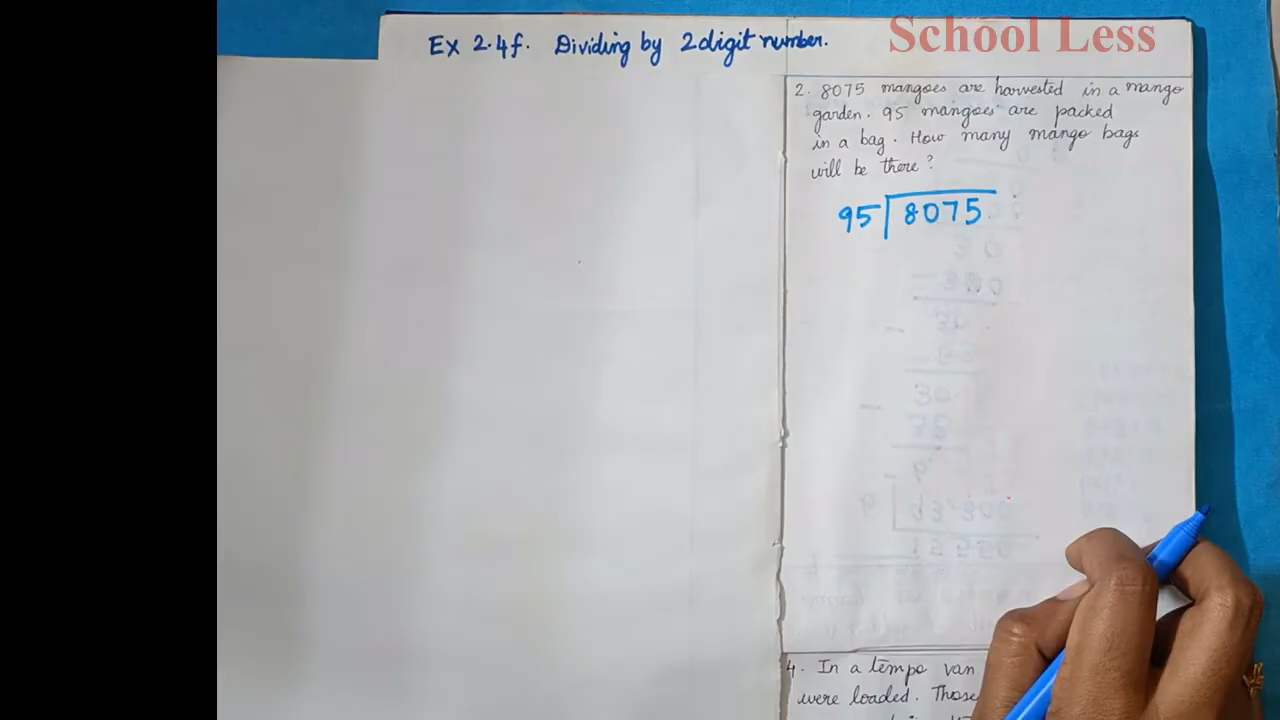 School Less
Ex 2.4f. Dividing by 2 digit number.
2. 8075 mangoes are harvested in a mango
garden. 95 mangoes are packed
in a bag. How many mango bags
will be there?
95 8075
4. In a tempo van
were loaded. Those